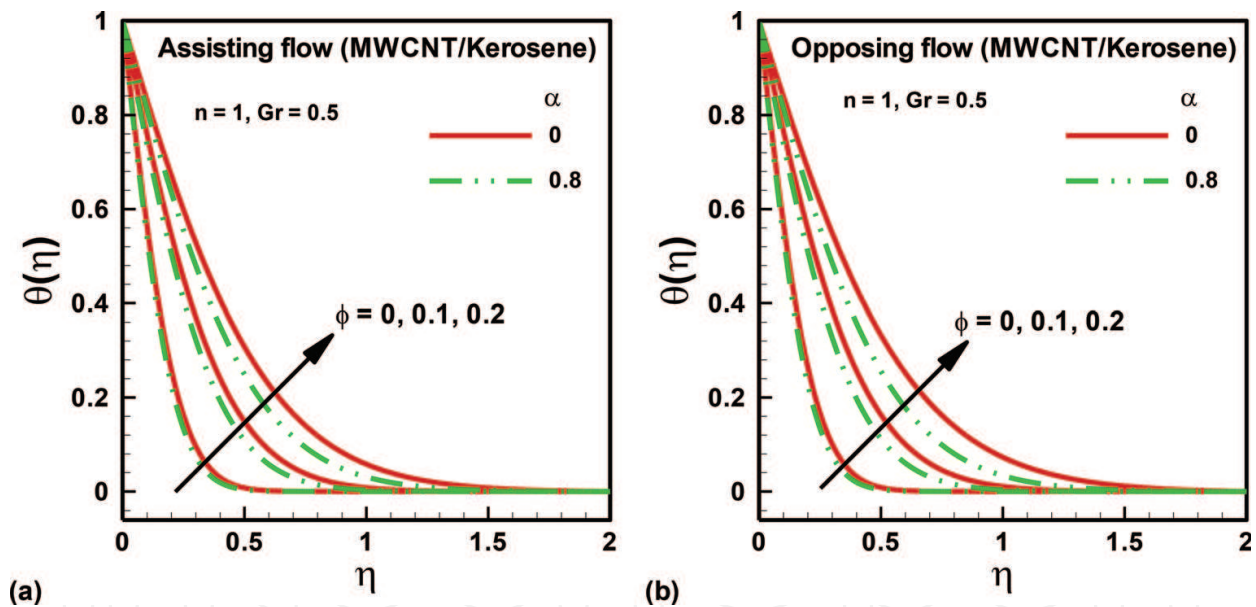 Assisting flow (MWCNT/Kerosene)
n = 1, Gr = 0.5
α
0
0.8
ϕ = 0, 0.1, 0.2
1
0.8
0.6
0.4
0.2
0
θ(η)
0 0.5 1 1.5 2
η
(a)
Opposing flow (MWCNT/Kerosene)
n = 1, Gr = 0.5
α
0
0.8
ϕ = 0, 0.1, 0.2
1
0.8
0.6
0.4
0.2
0
θ(η)
0 0.5 1 1.5 2
η
(b)